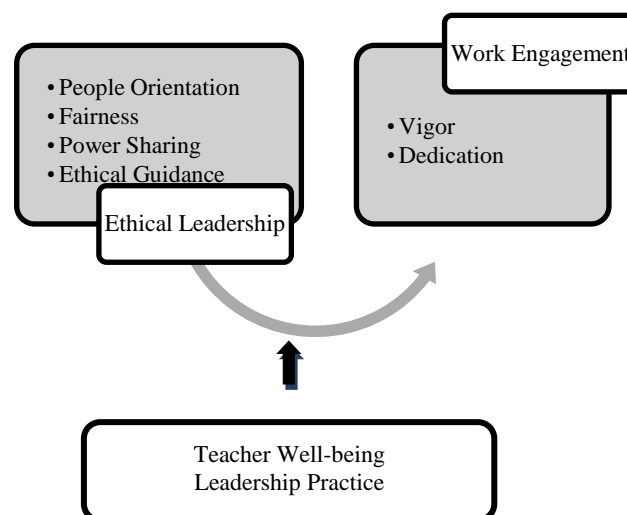 • People Orientation
• Fairness
• Power Sharing
• Ethical Guidance
Ethical Leadership
Work Engagement
• Vigor
• Dedication
Teacher Well-being
Leadership Practice